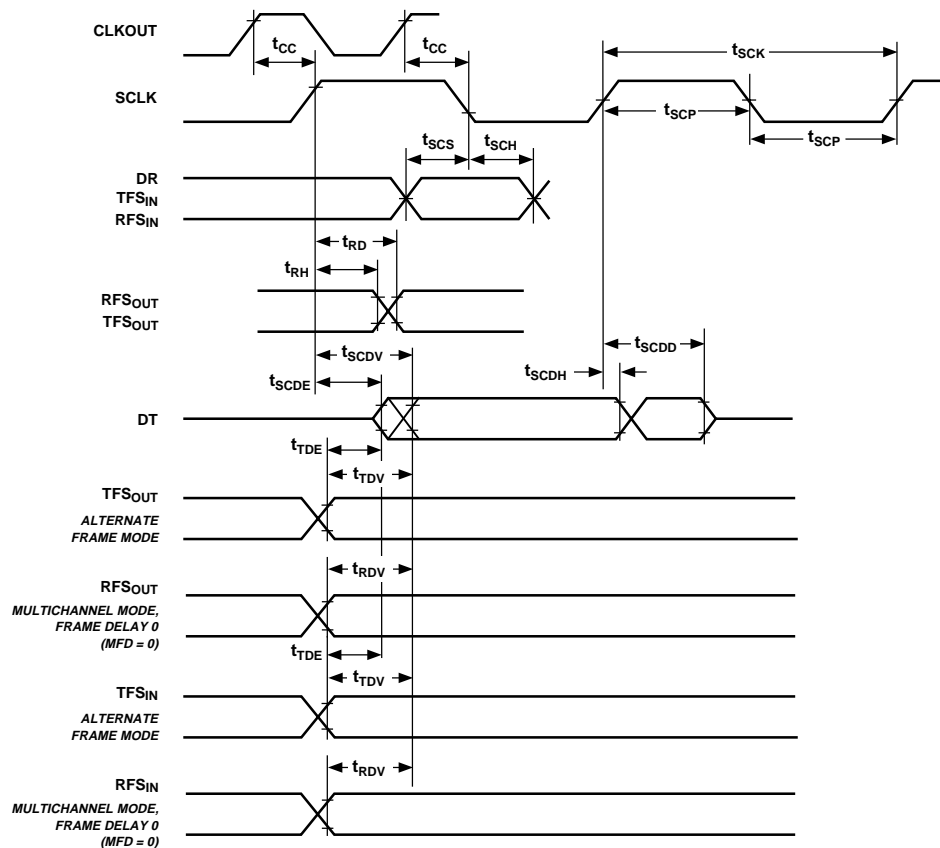 CLKOUT
tCC
tCC
tSCK
SCLK
tSCP
tSCP
tSCS
tSCH
DR
TFSIN
RFSIN
tRD
tRH
RFSOUT
TFSOUT
tSCDV
tSCDD
tSCDH
tSCDE
DT
tTDE
tTDV
TFSOUT
ALTERNATE
FRAME MODE
tRDV
RFSOUT
MULTICHANNEL MODE,
FRAME DELAY 0
(MFD = 0)
tTDE
tTDV
TFSIN
ALTERNATE
FRAME MODE
tRDV
RFSIN
MULTICHANNEL MODE,
FRAME DELAY 0
(MFD = 0)